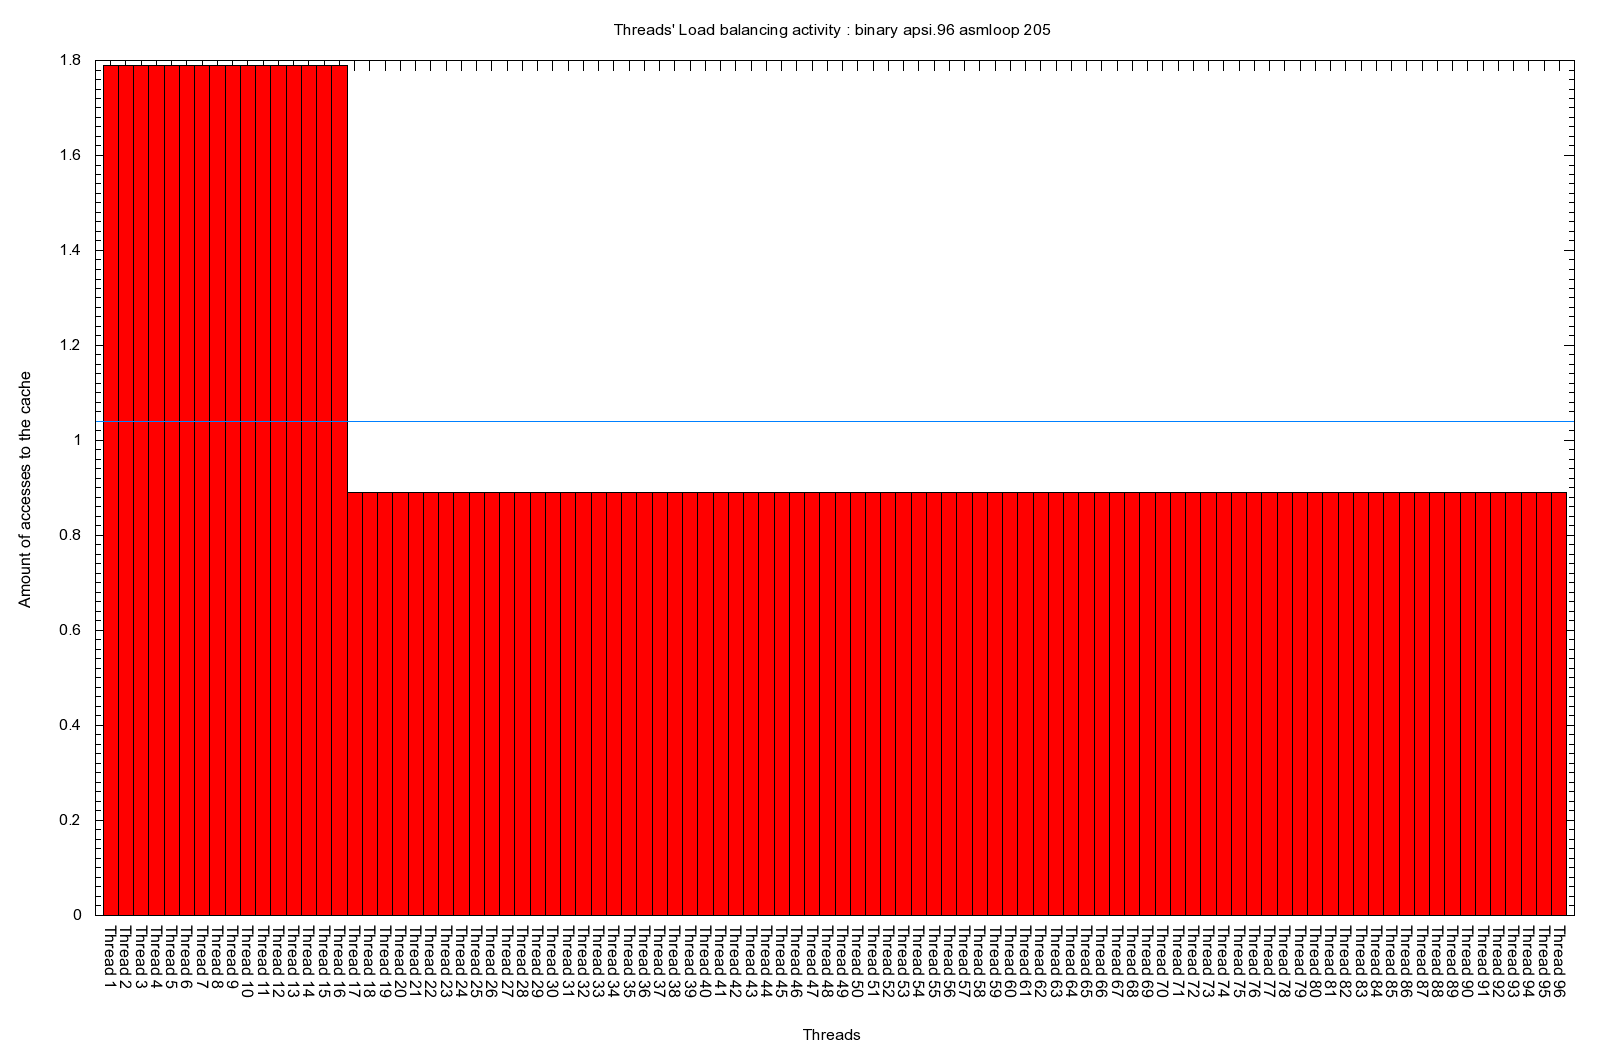 Threads' Load balancing activity : binary apsi.96 asmloop 205
1.8
1.6
1.4
1.2
1
0.8
0.6
0.4
0.2
0
Amount of accesses to the cache
Thread 1
Thread 2
Thread 3
Thread 4
Thread 5
Thread 6
Thread 7
Thread 8
Thread 9
Thread 10
Thread 11
Thread 12
Thread 13
Thread 14
Thread 15
Thread 16
Thread 17
Thread 18
Thread 19
Thread 20
Thread 21
Thread 22
Thread 23
Thread 24
Thread 25
Thread 26
Thread 27
Thread 28
Thread 29
Thread 30
Thread 31
Thread 32
Thread 33
Thread 34
Thread 35
Thread 36
Thread 37
Thread 38
Thread 39
Thread 40
Thread 41
Thread 42
Thread 43
Thread 44
Thread 45
Thread 46
Thread 47
Thread 48
Thread 49
Thread 50
Thread 51
Thread 52
Thread 53
Thread 54
Thread 55
Thread 56
Thread 57
Thread 58
Thread 59
Thread 60
Thread 61
Thread 62
Thread 63
Thread 64
Thread 65
Thread 66
Thread 67
Thread 68
Thread 69
Thread 70
Thread 71
Thread 72
Thread 73
Thread 74
Thread 75
Thread 76
Thread 77
Thread 78
Thread 79
Thread 80
Thread 81
Thread 82
Thread 83
Thread 84
Thread 85
Thread 86
Thread 87
Thread 88
Thread 89
Thread 90
Thread 91
Thread 92
Thread 93
Thread 94
Thread 95
Thread 96
Threads